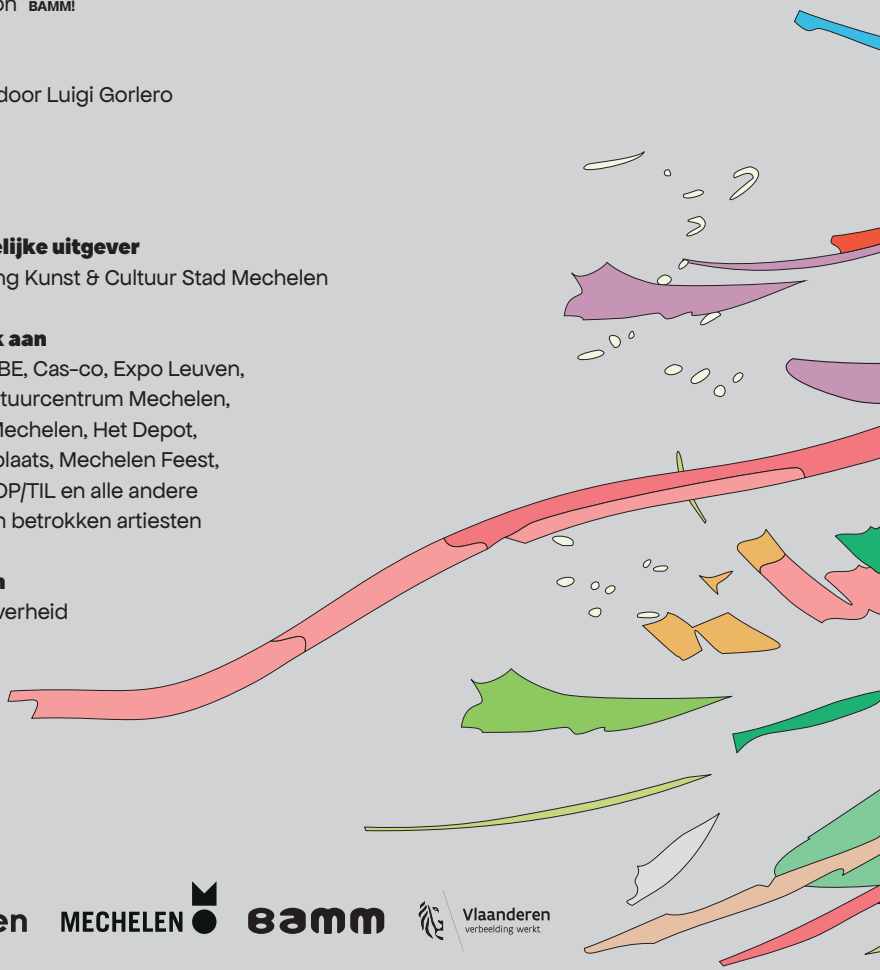 on BAMM!
door Luigi Gorlero
elijke uitgever
ng Kunst & Cultuur Stad Mechelen
k aan
BE, Cas-co, Expo Leuven,
tuurcentrum Mechelen,
Mechelen, Het Depot,
plaats, Mechelen Feest,
OP/TIL en alle andere
n betrokken artiesten
n
verheid
en MECHELEN BAMM Vlaanderen
verbeelding werkt